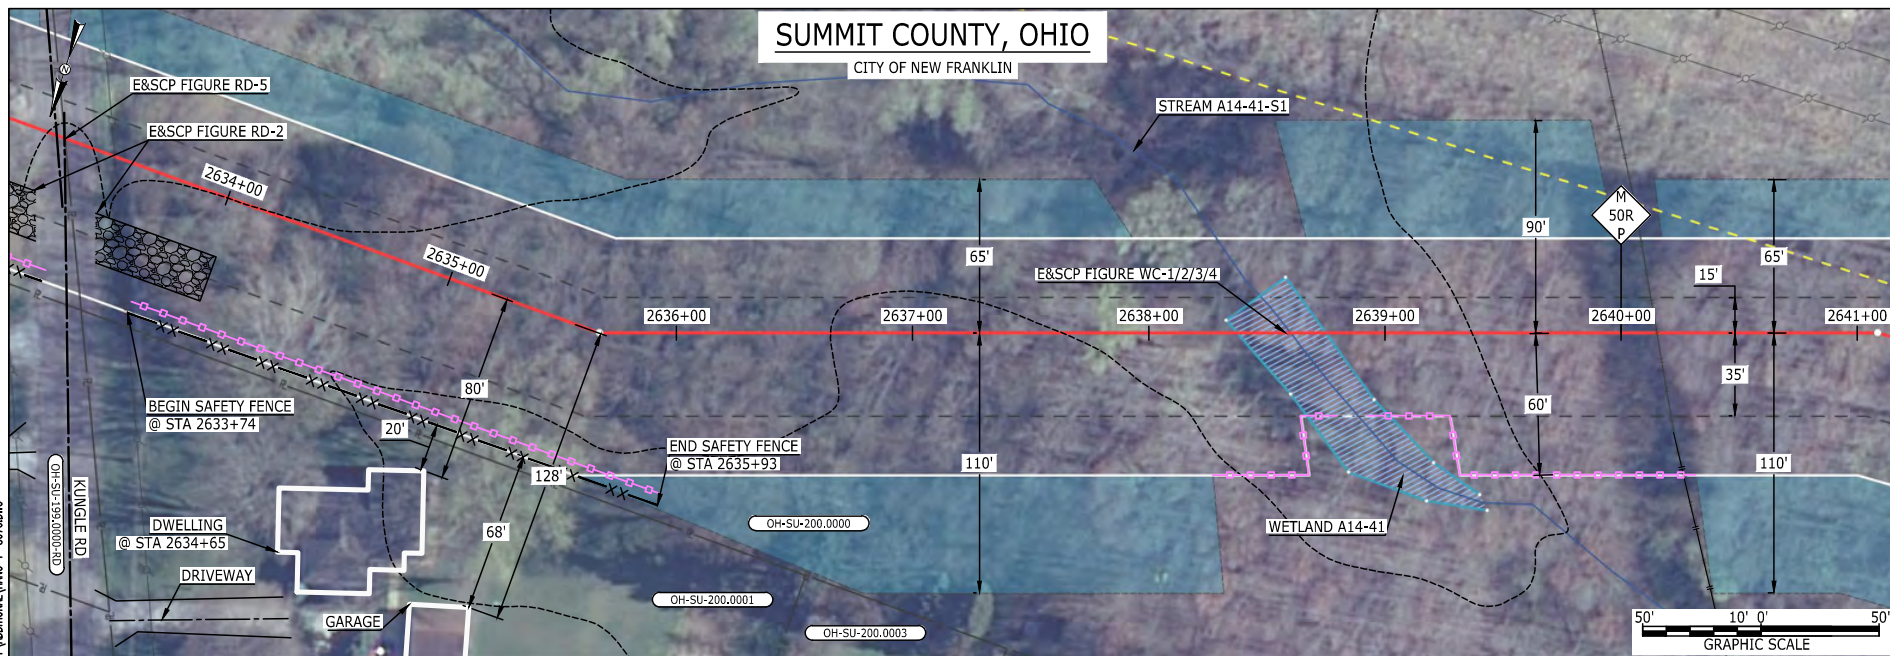 SUMMIT COUNTY, OHIO
CITY OF NEW FRANKLIN
N
E&SCP FIGURE RD-5
E&SCP FIGURE RD-2
STREAM A14-41-S1
2634+00
2635+00
M
50R
P
90'
65'
65'
E&SCP FIGURE WC-1/2/3/4
15'
2636+00
2637+00
2638+00
2639+00
2640+00
2641+00
35'
80'
BEGIN SAFETY FENCE
@ STA 2633+74
20'
60'
END SAFETY FENCE
@ STA 2635+93
128'
110'
110'
OH-SU-199.0000-RD
KUNGLE RD
DWELLING
@ STA 2634+65
68'
OH-SU-200.0000
WETLAND A14-41
DRIVEWAY
OH-SU-200.0001
GARAGE
OH-SU-200.0003
50' 10' 0' 50'
GRAPHIC SCALE